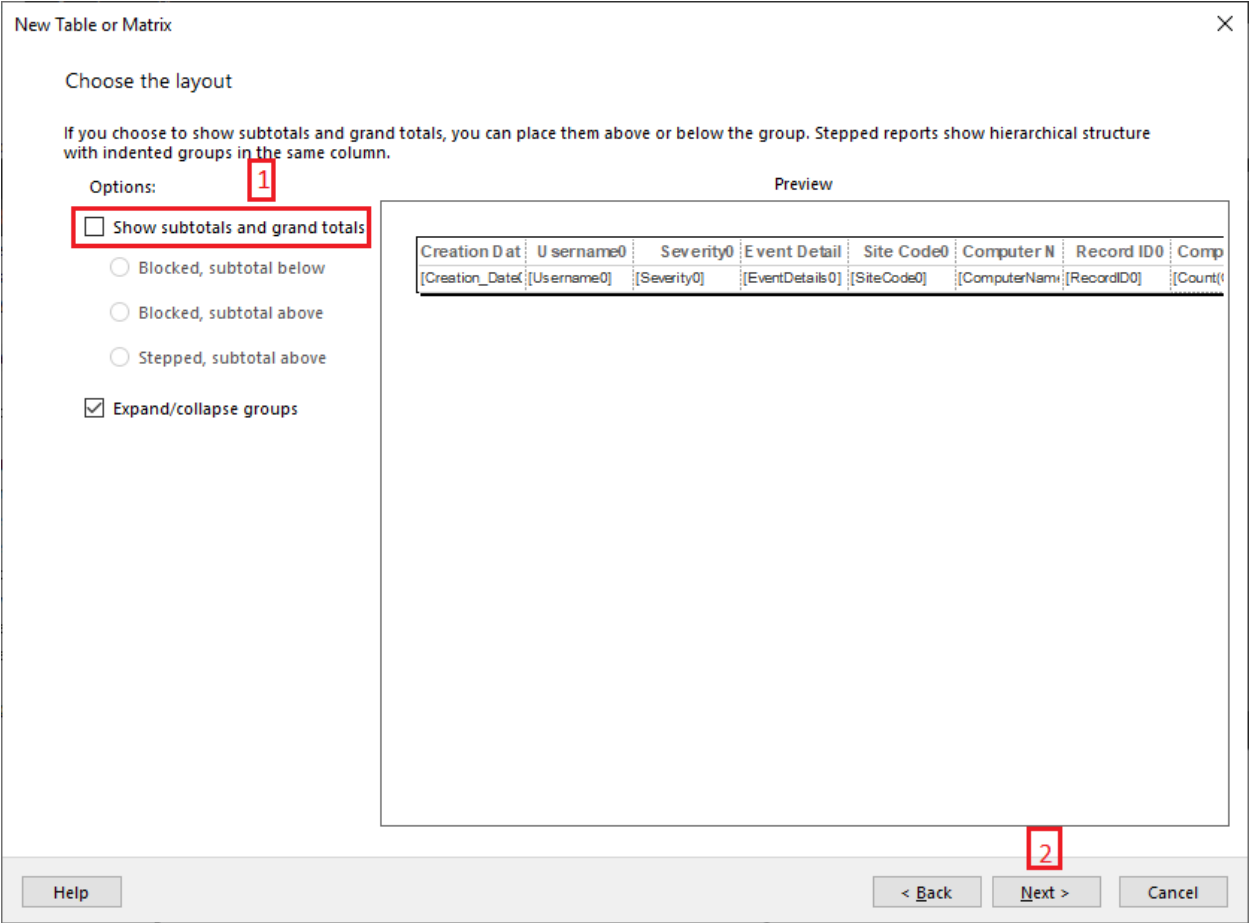 New Table or Matrix
Choose the layout
If you choose to show subtotals and grand totals, you can place them above or below the group. Stepped reports show hierarchical structure
with indented groups in the same column.
1
Options:
Preview
Show subtotals and grand totals
Blocked, subtotal below
Blocked, subtotal above
Stepped, subtotal above
Expand/collapse groups
Creation Dat Username0 Severity0 Event Detail Site Code0 Computer N Record ID0 Comp
[Creation_Date( [Username0] [Severity0] [EventDetails0] [SiteCode0] [ComputerName [RecordID0] [Count(
2
Help
< Back
Next >
Cancel